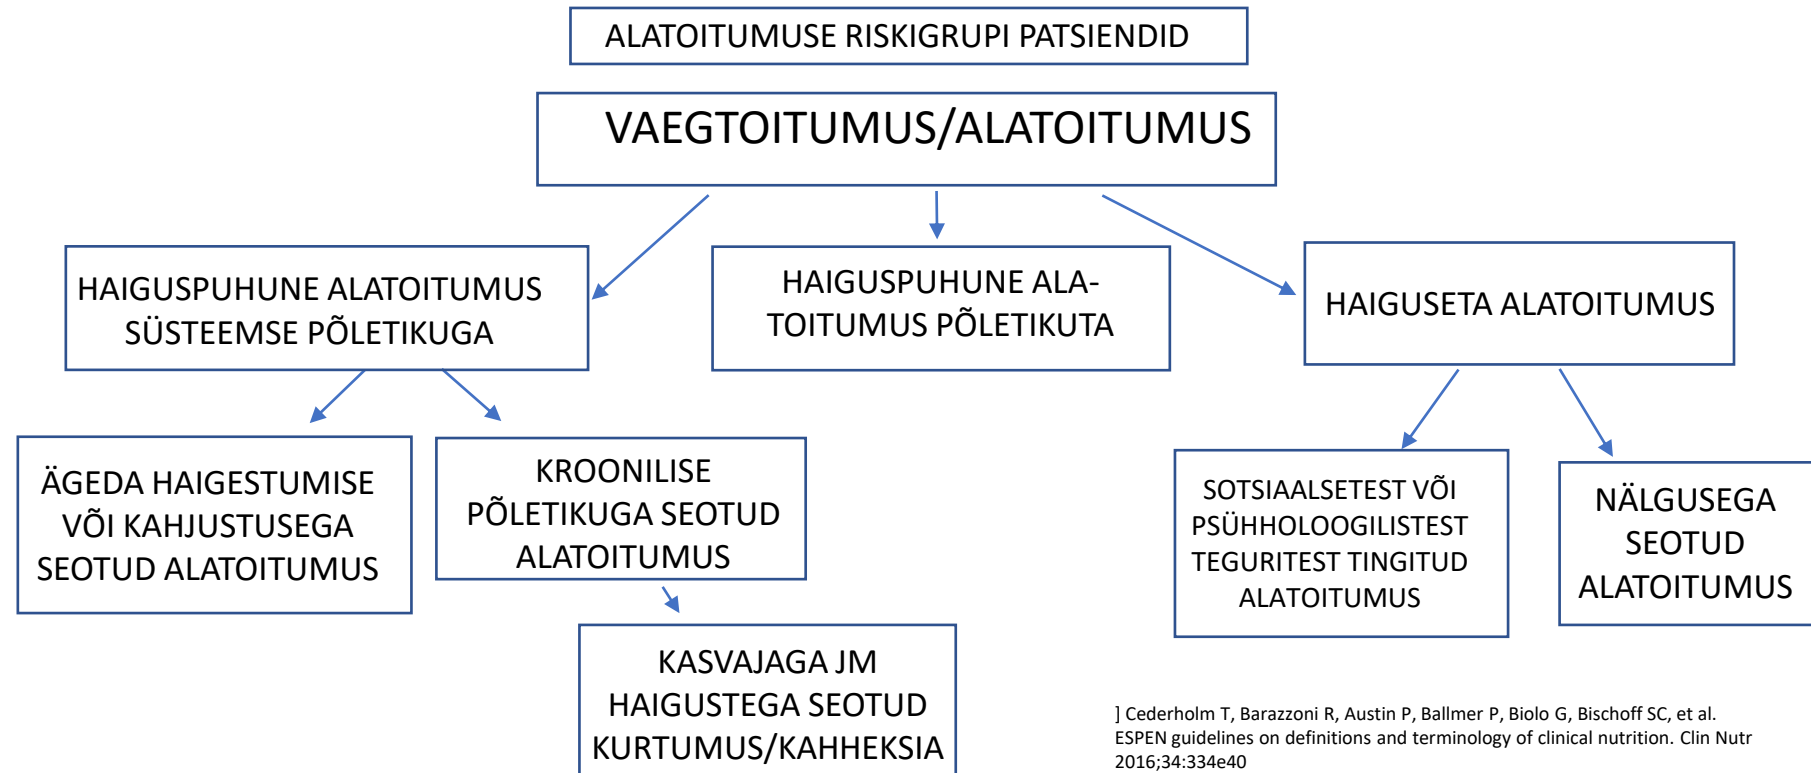 ALATOITUMUSE RISKIGRUPI PATSIENDID
VAEGTOITUMUS/ALATOITUMUS
HAIGUSPUHUNE ALATOITUMUS
SÜSTEEMSE PÕLETIKUGA
HAIGUSPUHUNE ALA-
TOITUMUS PÕLETIKUTA
HAIGUSETA ALATOITUMUS
ÄGEDA HAIGESTUMISE
VÕI KAHJUSTUSEGA
SEOTUD ALATOITUMUS
KROONILISE
PÕLETIKUGA SEOTUD
ALATOITUMUS
SOTSIAALSETEST VÕI
PSÜHHOLOOGILISTEST
TEGURITEST TINGITUD
ALATOITUMUS
NÄLGUSEGA
SEOTUD
ALATOITUMUS
KASVAJAGA JM
HAIGUSTEGA SEOTUD
KURTUMUS/KAHHEKSIA
] Cederholm T, Barazzoni R, Austin P, Ballmer P, Biolo G, Bischoff SC, et al.
ESPEN guidelines on definitions and terminology of clinical nutrition. Clin Nutr
2016;34:334e40